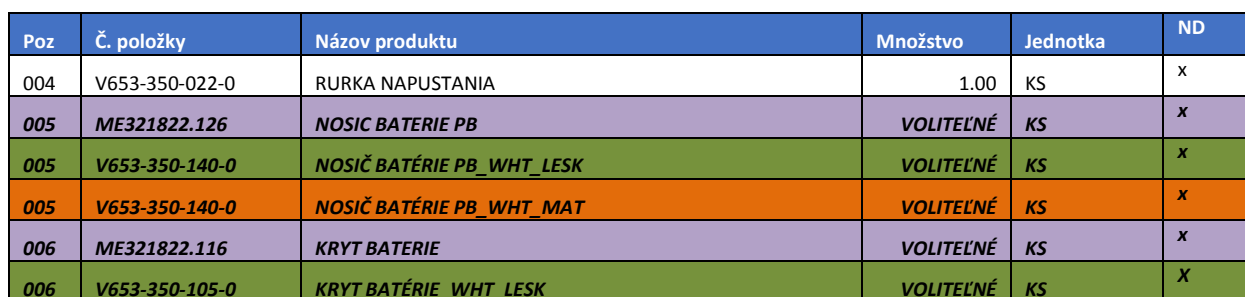 Poz Č. položky Názov produktu Množstvo Jednotka ND
004 V653-350-022-0 RURKA NAPUSTANIA 1.00 KS x
005 ME321822.126 NOSIC BATERIE PB VOLITEĽNÉ KS x
005 V653-350-140-0 NOSIČ BATÉRIE PB_WHT_LESK VOLITEĽNÉ KS x
005 V653-350-140-0 NOSIČ BATÉRIE PB_WHT_MAT VOLITEĽNÉ KS x
006 ME321822.116 KRYT BATERIE VOLITEĽNÉ KS x
006 V653-350-105-0 KRYT BATÉRIE_WHT_LESK VOLITEĽNÉ KS X